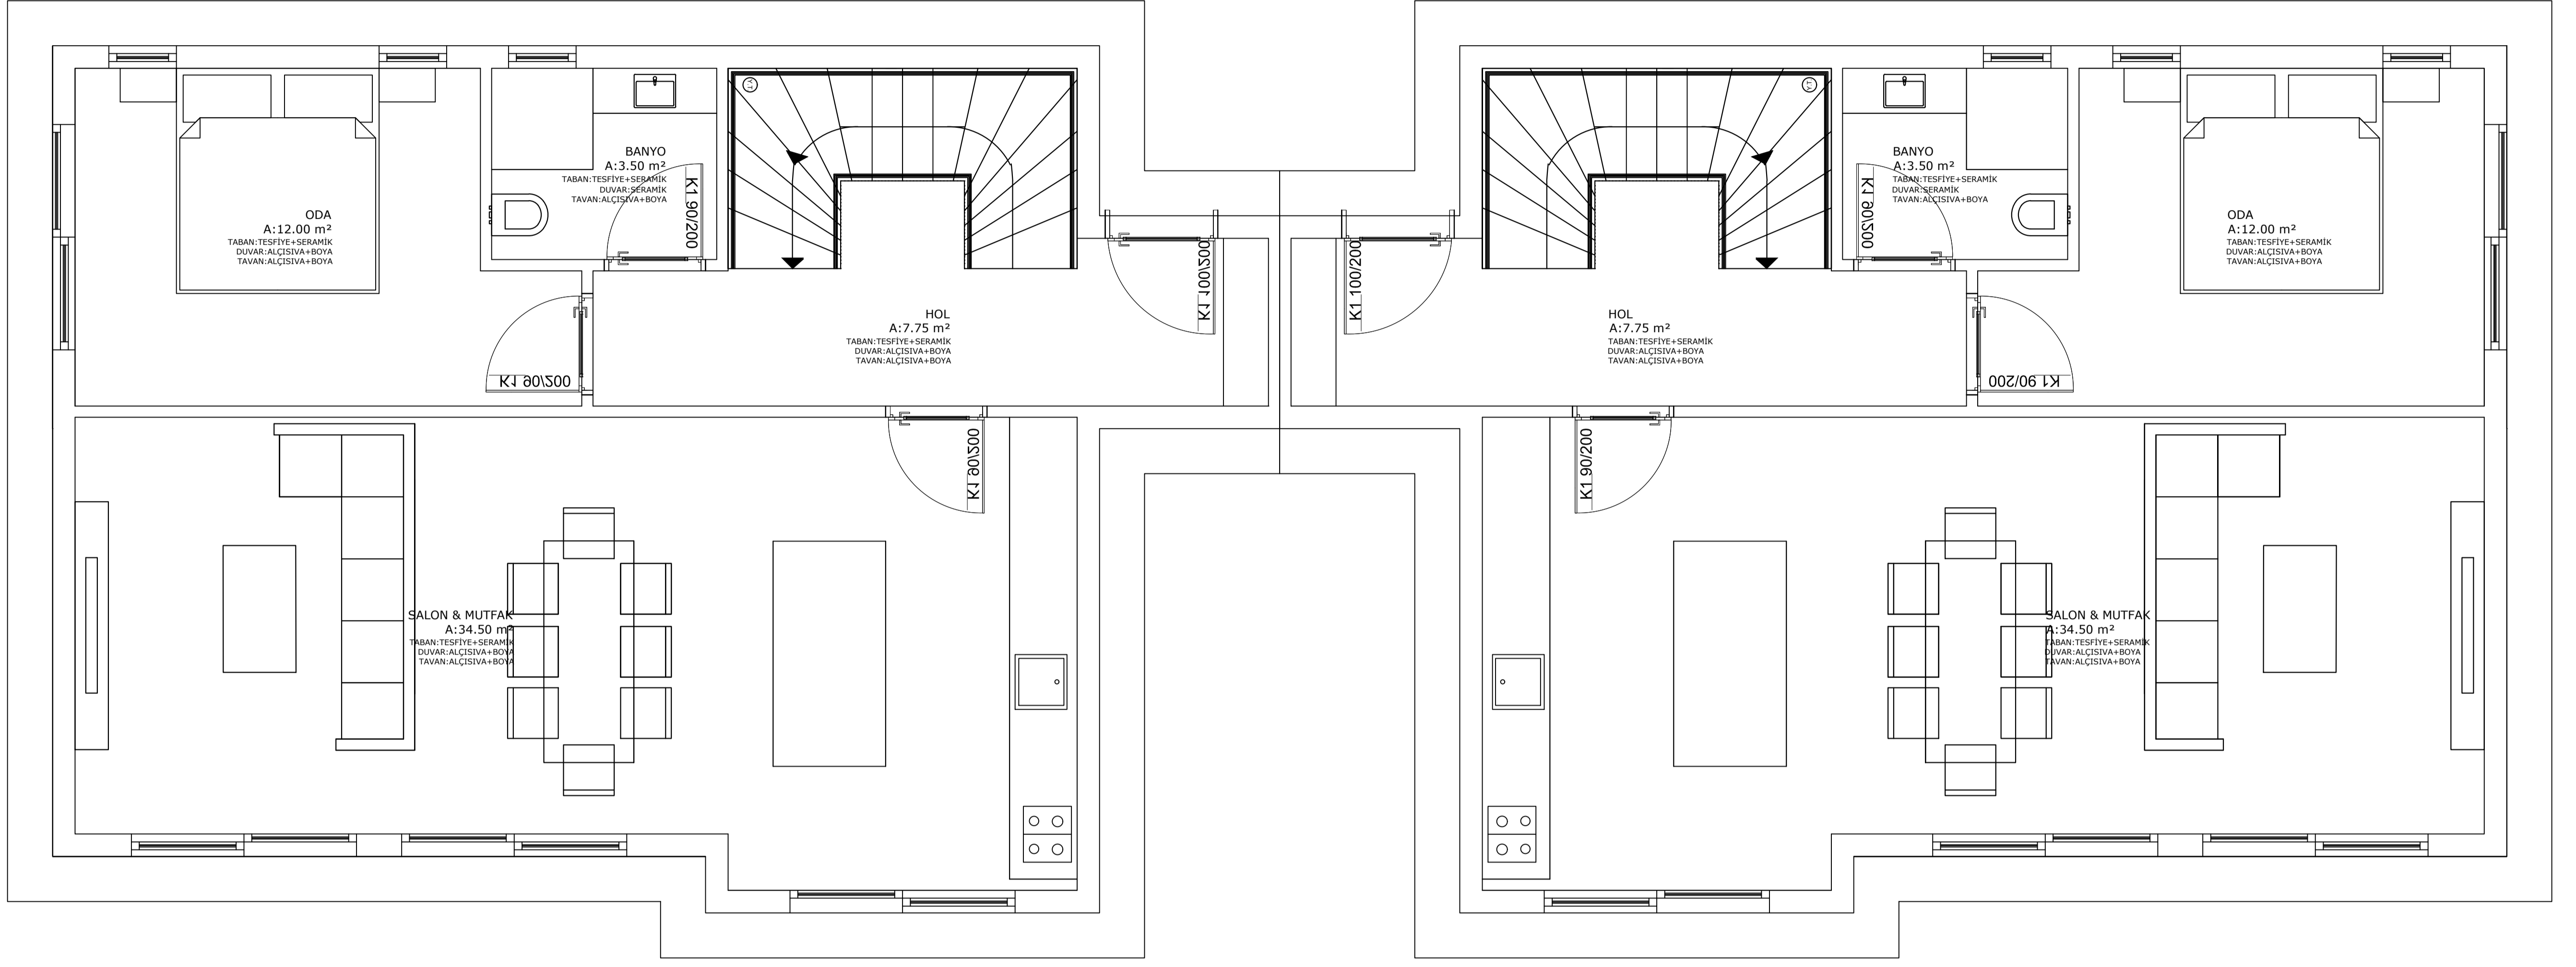 BANYO
A:3.50 m²
TABAN:TESFİYE+SERAMİK
DUVAR:SERAMİK
TAVAN:ALÇISIVA+BOYA
K1 90/200
ODA
A:12.00 m²
TABAN:TESFİYE+SERAMİK
DUVAR:ALÇISIVA+BOYA
TAVAN:ALÇISIVA+BOYA
K1 90/200
HOL
A:7.75 m²
TABAN:TESFİYE+SERAMİK
DUVAR:ALÇISIVA+BOYA
TAVAN:ALÇISIVA+BOYA
K1 100/200
K1 90/200
SALON & MUTFAK
A:34.50 m²
TABAN:TESFİYE+SERAMİK
DUVAR:ALÇISIVA+BOYA
TAVAN:ALÇISIVA+BOYA
K1 100/200
HOL
A:7.75 m²
TABAN:TESFİYE+SERAMİK
DUVAR:ALÇISIVA+BOYA
TAVAN:ALÇISIVA+BOYA
BANYO
A:3.50 m²
TABAN:TESFİYE+SERAMİK
DUVAR:SERAMİK
TAVAN:ALÇISIVA+BOYA
K1 90/200
ODA
A:12.00 m²
TABAN:TESFİYE+SERAMİK
DUVAR:ALÇISIVA+BOYA
TAVAN:ALÇISIVA+BOYA
K1 90/200
K1 90/200
SALON & MUTFAK
A:34.50 m²
TABAN:TESFİYE+SERAMİK
DUVAR:ALÇISIVA+BOYA
TAVAN:ALÇISIVA+BOYA